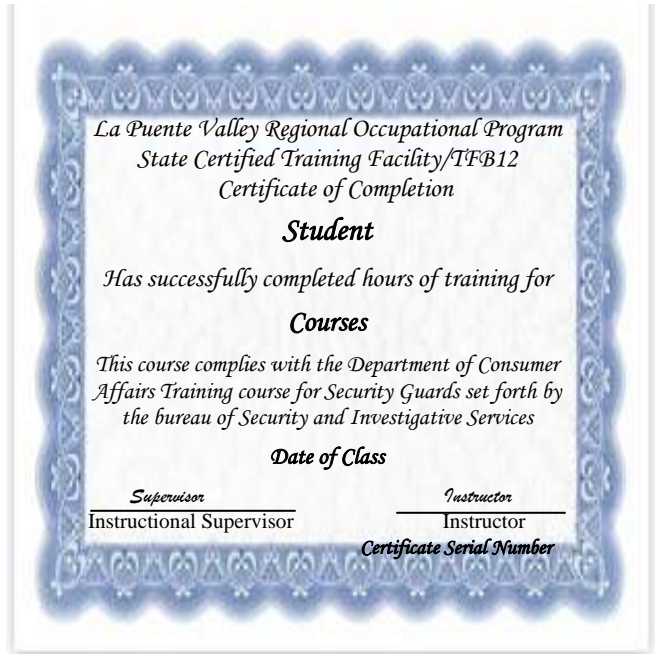 La Puente Valley Regional Occupational Program
State Certified Training Facility/TFB12
Certificate of Completion
Student
Has successfully completed hours of training for
Courses
This course complies with the Department of Consumer
Affairs Training course for Security Guards set forth by
the bureau of Security and Investigative Services
Date of Class
Supervisor Instructor
Instructional Supervisor Instructor
Certificate Serial Number